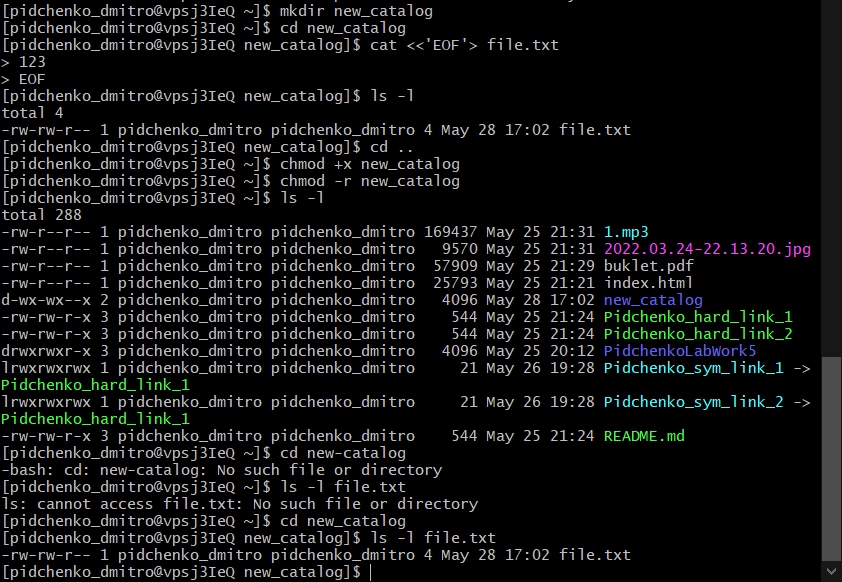 [pidchenko_dmitro@vpsj3IeQ ~]$ mkdir new_catalog
[pidchenko_dmitro@vpsj3IeQ ~]$ cd new_catalog
[pidchenko_dmitro@vpsj3IeQ new_catalog]$ cat <<'EOF'> file.txt
> 123
> EOF
[pidchenko_dmitro@vpsj3IeQ new_catalog]$ ls -l
total 4
-rw-rw-r-- 1 pidchenko_dmitro pidchenko_dmitro 4 May 28 17:02 file.txt
[pidchenko_dmitro@vpsj3IeQ new_catalog]$ cd ..
[pidchenko_dmitro@vpsj3IeQ ~]$ chmod +x new_catalog
[pidchenko_dmitro@vpsj3IeQ ~]$ chmod -r new_catalog
[pidchenko_dmitro@vpsj3IeQ ~]$ ls -l
total 288
-rw-r--r-- 1 pidchenko_dmitro pidchenko_dmitro 169437 May 25 21:31 1.mp3
-rw-r--r-- 1 pidchenko_dmitro pidchenko_dmitro   9570 May 25 21:31 2022.03.24-22.13.20.jpg
-rw-r--r-- 1 pidchenko_dmitro pidchenko_dmitro  57909 May 25 21:29 buklet.pdf
-rw-r--r-- 1 pidchenko_dmitro pidchenko_dmitro  25793 May 25 21:21 index.html
d-wx-wx--x 2 pidchenko_dmitro pidchenko_dmitro   4096 May 28 17:02 new_catalog
-rw-rw-r-x 3 pidchenko_dmitro pidchenko_dmitro    544 May 25 21:24 Pidchenko_hard_link_1
-rw-rw-r-x 3 pidchenko_dmitro pidchenko_dmitro    544 May 25 21:24 Pidchenko_hard_link_2
drwxrwxr-x 3 pidchenko_dmitro pidchenko_dmitro   4096 May 25 20:12 PidchenkoLabWork5
lrwxrwxrwx 1 pidchenko_dmitro pidchenko_dmitro     21 May 26 19:28 Pidchenko_sym_link_1 ->
Pidchenko_hard_link_1
lrwxrwxrwx 1 pidchenko_dmitro pidchenko_dmitro     21 May 26 19:28 Pidchenko_sym_link_2 ->
Pidchenko_hard_link_1
-rw-rw-r-x 3 pidchenko_dmitro pidchenko_dmitro    544 May 25 21:24 README.md
[pidchenko_dmitro@vpsj3IeQ ~]$ cd new-catalog
-bash: cd: new-catalog: No such file or directory
[pidchenko_dmitro@vpsj3IeQ ~]$ ls -l file.txt
ls: cannot access file.txt: No such file or directory
[pidchenko_dmitro@vpsj3IeQ ~]$ cd new_catalog
[pidchenko_dmitro@vpsj3IeQ new_catalog]$ ls -l file.txt
-rw-rw-r-- 1 pidchenko_dmitro pidchenko_dmitro 4 May 28 17:02 file.txt
[pidchenko_dmitro@vpsj3IeQ new_catalog]$